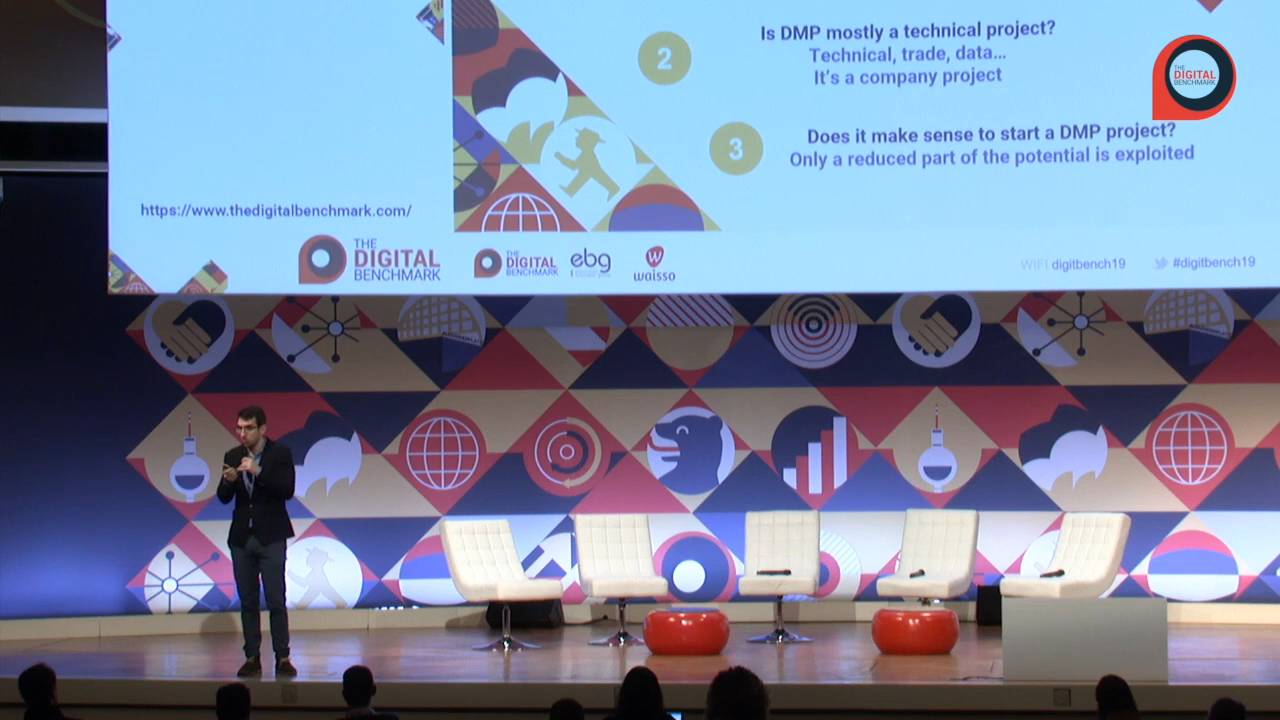 2
Is DMP mostly a technical project?
Technical, trade, data...
It's a company project
3
Does it make sense to start a DMP project?
Only a reduced part of the potential is exploited
https://www.thedigitalbenchmark.com/
THE
DIGITAL
BENCHMARK
THE
DIGITAL
BENCHMARK
ebg
W
waisso
WIFI digitbench19
#digitbench19
THE
DIGITAL
BENCHMARK